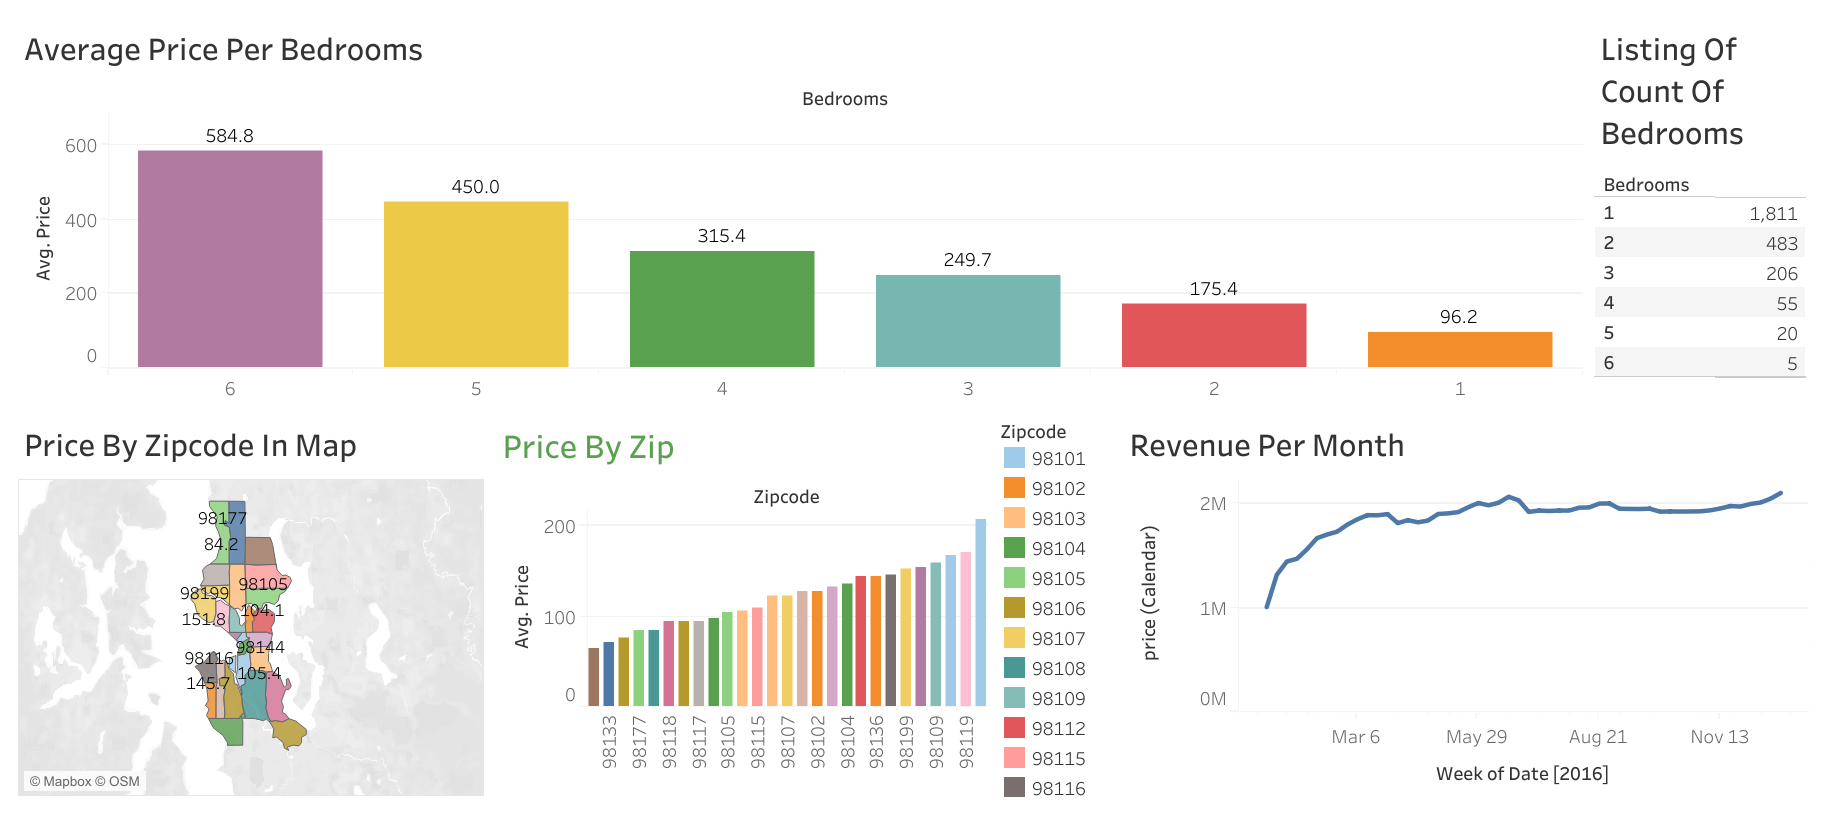 Average Price Per Bedrooms
Bedrooms
Avg. Price
600
400
200
0
584.8
450.0
315.4
249.7
175.4
96.2
6
5
4
3
2
1
Listing Of
Count Of
Bedrooms
Bedrooms
1 1,811
2 483
3 206
4 55
5 20
6 5
Price By Zipcode In Map
98177
84.2
98105
104.1
98199
151.8
98144
105.4
98116
145.7
© Mapbox © OSM
Price By Zip
Zipcode
Avg. Price
200
100
0
98133
98177
98118
98117
98105
98115
98107
98102
98104
98136
98199
98109
98119
Zipcode
98101
98102
98103
98104
98105
98106
98107
98108
98109
98112
98115
98116
Revenue Per Month
price (Calendar)
2M
1M
0M
Mar 6
May 29
Aug 21
Nov 13
Week of Date [2016]